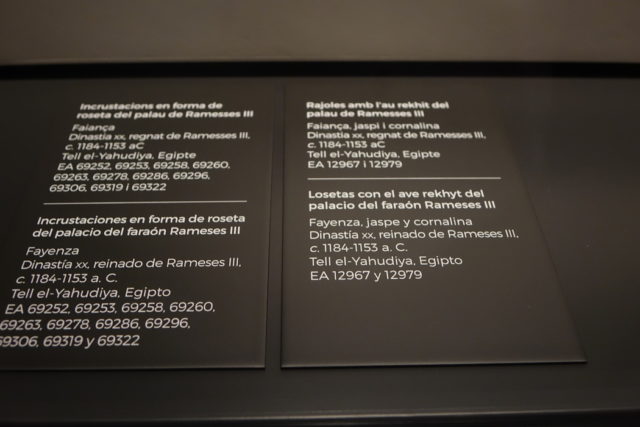 Incrustacions en forma de
roseta del palau de Ramesses III
Faiança
Dinastia XX, regnat de Ramesses III,
c. 1184-1153 aC
Tell el-Yahudiya, Egipte
EA 69252, 69253, 69258, 69260,
69263, 69278, 69286, 69296,
69306, 69319 i 69322
Incrustaciones en forma de roseta
del palacio del faraón Rameses III
Fayenza
Dinastía XX, reinado de Rameses III,
c. 1184-1153 a. C.
Tell el-Yahudiya, Egipto
EA 69252, 69253, 69258, 69260,
69263, 69278, 69286, 69296,
69306, 69319 y 69322
Rajoles amb l'au rekhit del
palau de Ramesses III
Faiança, jaspi i cornalina
Dinastia XX, regnat de Ramesses III,
c. 1184-1153 aC
Tell el-Yahudiya, Egipte
EA 12967 i 12979
Losetas con el ave rekhyt del
palacio del faraón Rameses III
Fayenza, jaspe y cornalina
Dinastía XX, reinado de Rameses III,
c. 1184-1153 a. C.
Tell el-Yahudiya, Egipto
EA 12967 y 12979